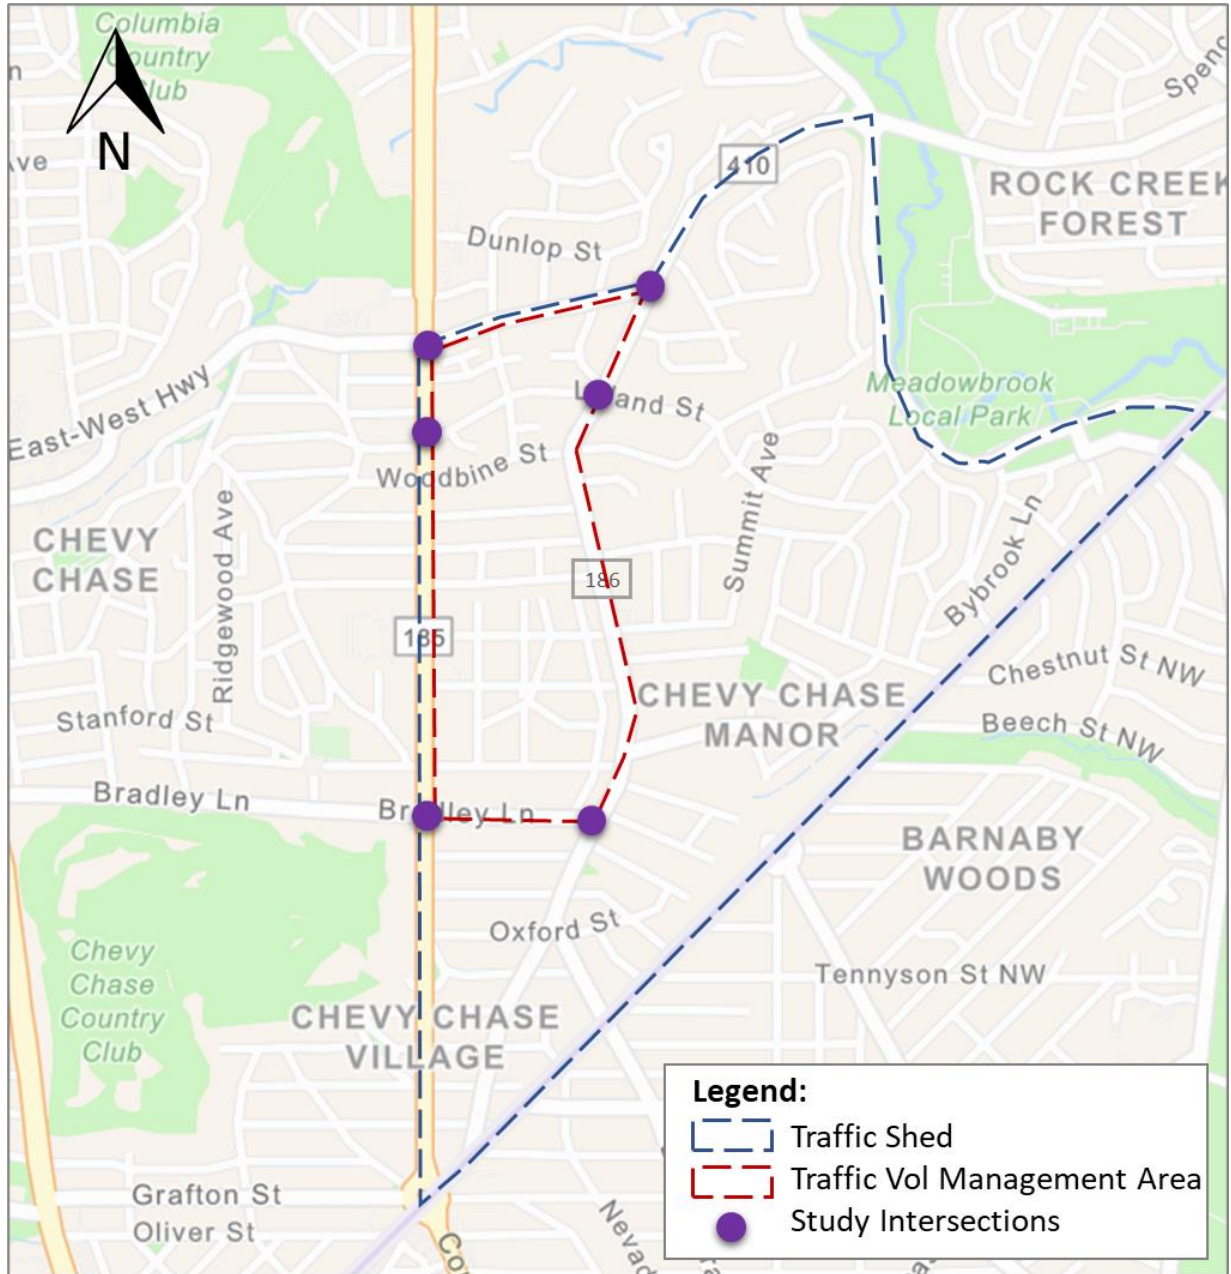 Columbia
Country
Club
N
Ave
n
Spenc
410
ROCK CREEK
FOREST
Dunlop St
East-West Hwy
Meadowbrook
Local Park
and St
Woodbine St
Ridgewood Ave
Summit Ave
CHEVY
CHASE
186
Bybrook Ln
185
Chestnut St NW
CHEVY CHASE
MANOR
Stanford St
Beech St NW
Bradley Ln
Bradley Ln
BARNABY
WOODS
Oxford St
Chevy
Chase
Country
Club
Tennyson St NW
CHEVY CHASE
VILLAGE
Legend:
Traffic Shed
Traffic Vol Management Area
Study Intersections
Grafton St
Oliver St
Nevad
Co